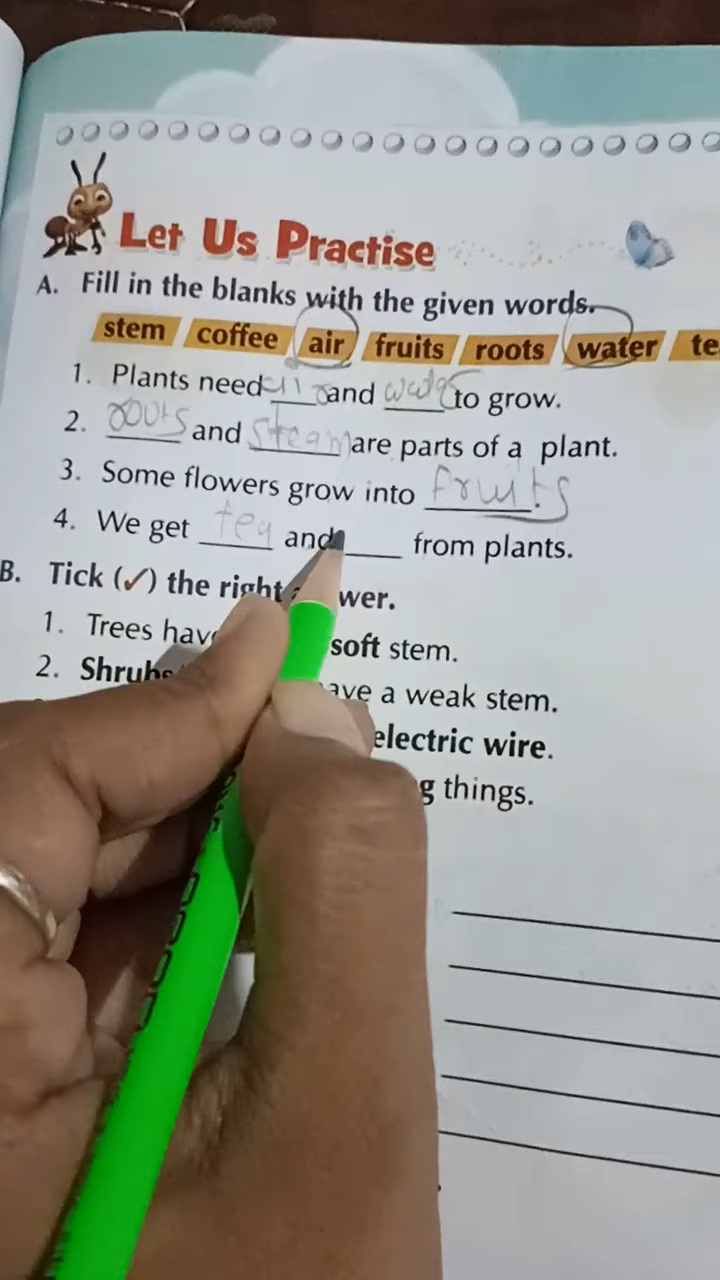 Let Us Practise
A. Fill in the blanks with the given words.
stem coffee air fruits roots water te
1. Plants need air and water to grow.
2. roots and steam are parts of a plant.
3. Some flowers grow into fruits.
4. We get tea and ____ from plants.
B. Tick (✓) the right wer.
1. Trees hav soft stem.
2. Shrubs ave a weak stem.
electric wire.
g things.